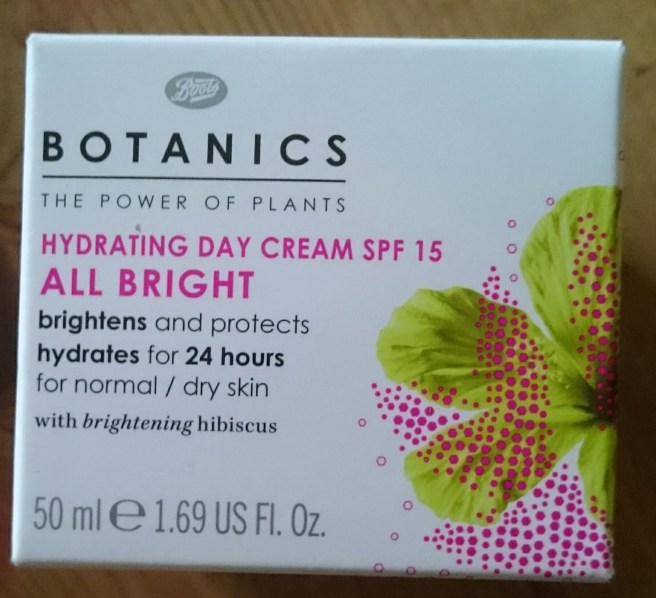 Boots
BOTANICS
THE POWER OF PLANTS
HYDRATING DAY CREAM SPF 15
ALL BRIGHT
brightens and protects
hydrates for 24 hours
for normal / dry skin
with brightening hibiscus
50 ml ℮ 1.69 US Fl. Oz.